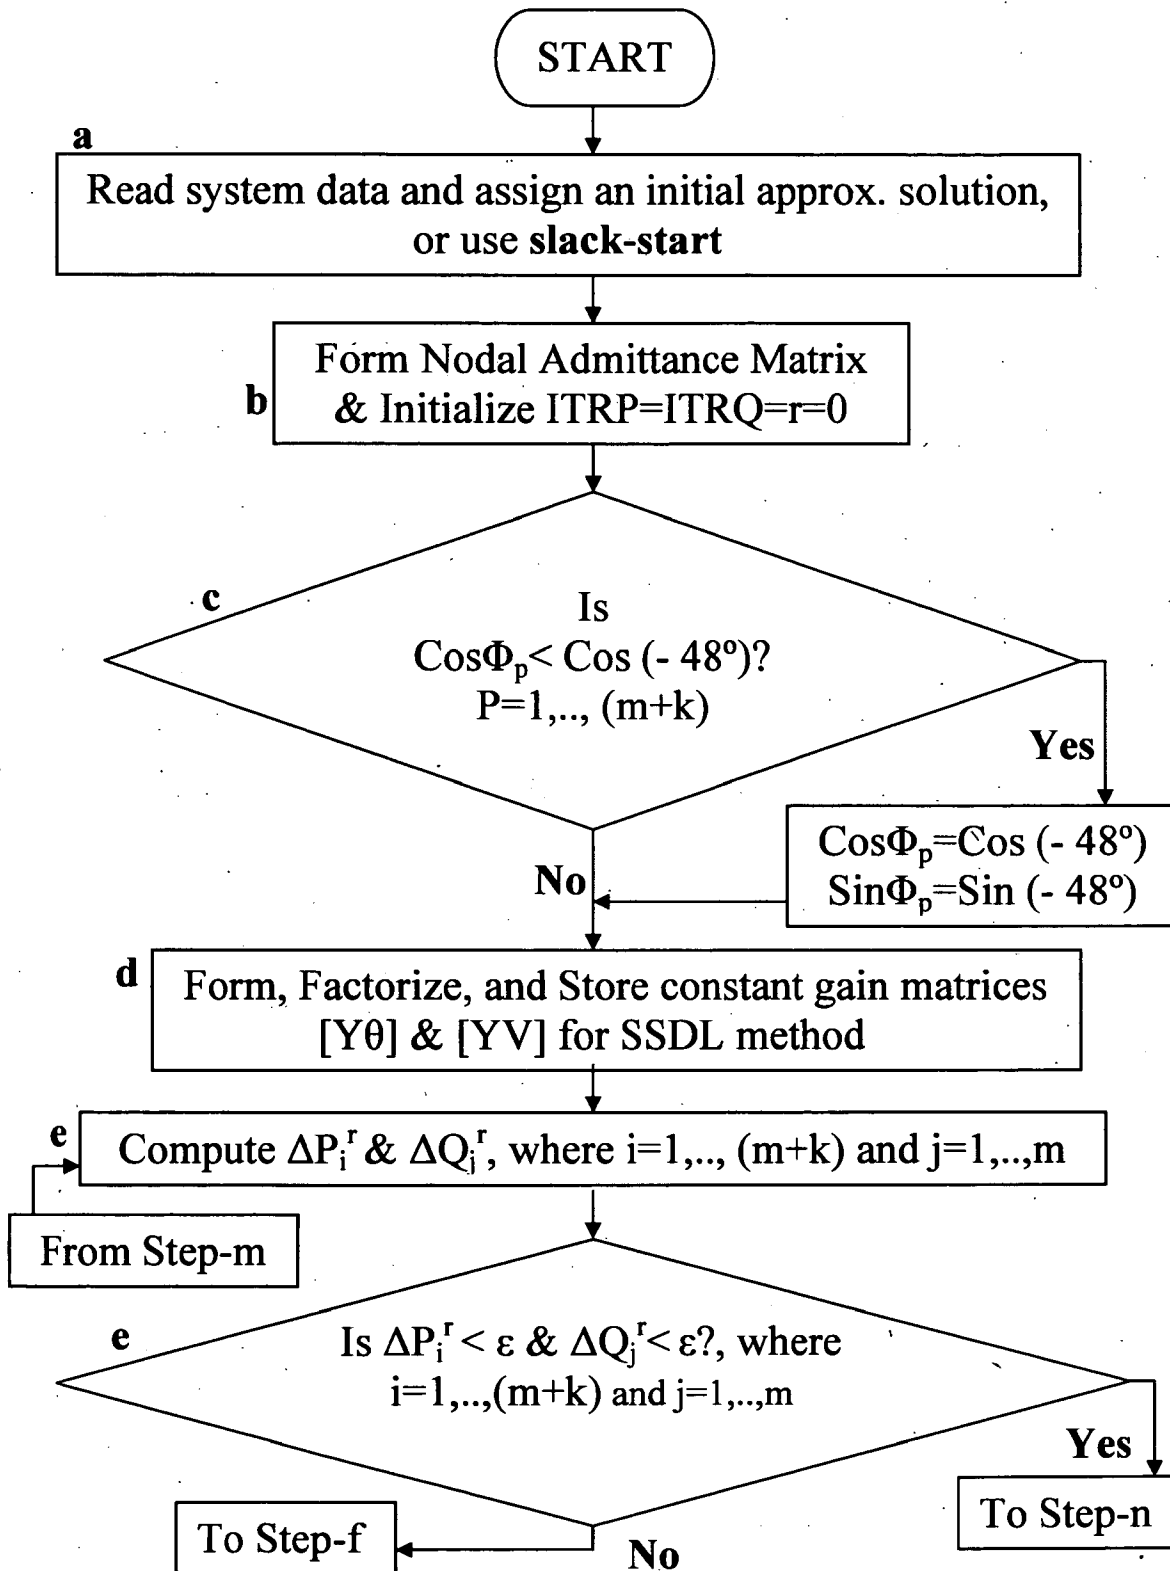 START
a
Read system data and assign an initial approx. solution,
or use slack-start
b
Form Nodal Admittance Matrix
& Initialize ITRP=ITRQ=r=0
c
Is
CosΦp< Cos (- 48º)?
P=1,.., (m+k)
Yes
CosΦp=Cos (- 48º)
SinΦp=Sin (- 48º)
No
d
Form, Factorize, and Store constant gain matrices
[Yθ] & [YV] for SSDL method
e
Compute ΔPiʳ & ΔQjʳ, where i=1,.., (m+k) and j=1,..,m
From Step-m
e
Is ΔPiʳ < ε & ΔQjʳ< ε?, where
i=1,..,(m+k) and j=1,..,m
Yes
To Step-n
To Step-f
No